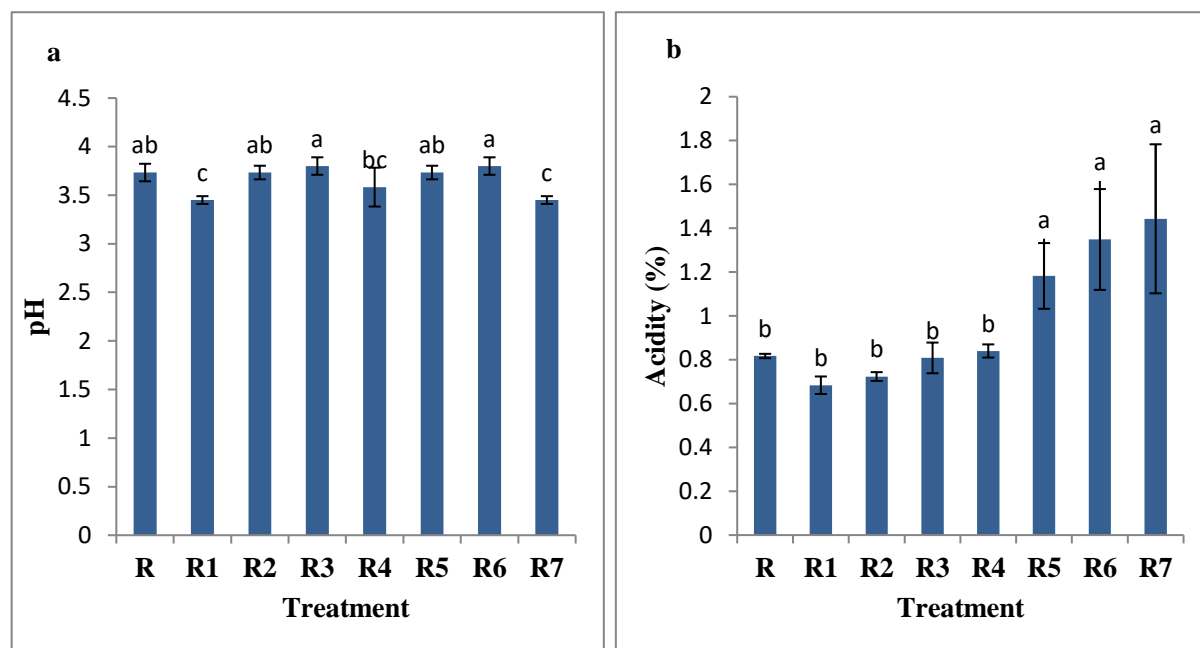 a
4.5
4
3.5
3
2.5
2
1.5
1
0.5
0
pH
ab c ab a bc ab a c
R R1 R2 R3 R4 R5 R6 R7
Treatment
b
2
1.8
1.6
1.4
1.2
1
0.8
0.6
0.4
0.2
0
Acidity (%)
b b b b b a a a
R R1 R2 R3 R4 R5 R6 R7
Treatment